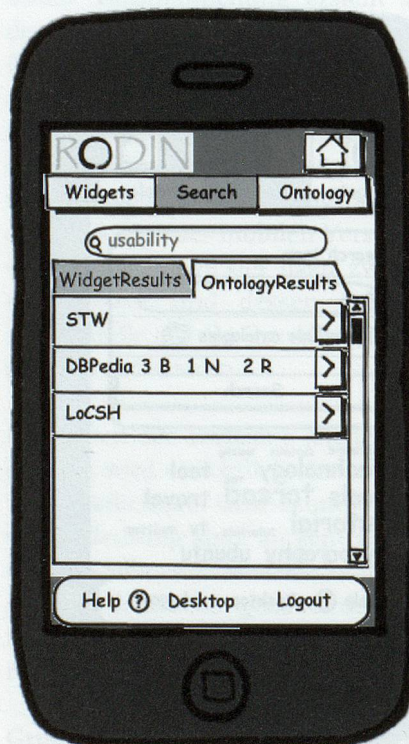 RODIN
Widgets Search Ontology
usability
WidgetResults OntologyResults
STW
DBPedia 3 B 1 N 2 R
LoCSH
Help ? Desktop Logout